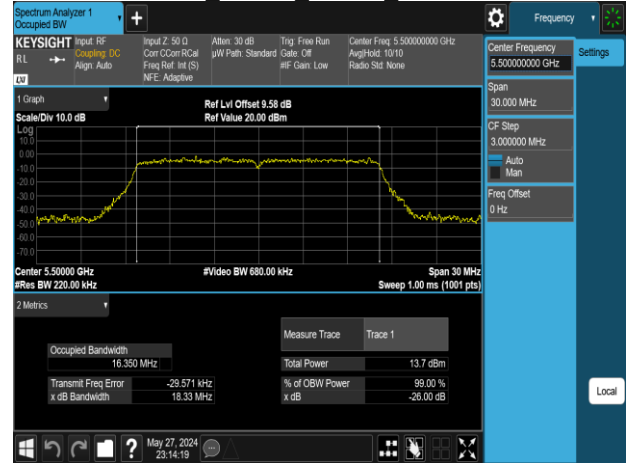 Spectrum Analyzer 1
Occupied BW
Frequency
KEYSIGHT
RL
Input: RF
Coupling: DC
Align: Auto
Input Z: 50 Ω
Corr CCorr RCal
Freq Ref: Int (S)
NFE: Adaptive
Atten: 30 dB
µW Path: Standard
Trig: Free Run
Gate: Off
#IF Gain: Low
Center Freq: 5.500000000 GHz
Avg|Hold: 10/10
Radio Std: None
LXI
1 Graph
Scale/Div 10.0 dB
Ref Lvl Offset 9.58 dB
Ref Value 20.00 dBm
Log
10.0
0.00
-10.0
-20.0
-30.0
-40.0
-50.0
-60.0
-70.0
Center 5.50000 GHz
#Video BW 680.00 kHz
Span 30 MHz
#Res BW 220.00 kHz
Sweep 1.00 ms (1001 pts)
2 Metrics
Occupied Bandwidth
16.350 MHz
Transmit Freq Error -29.571 kHz
x dB Bandwidth 18.33 MHz
Measure Trace Trace 1
Total Power 13.7 dBm
% of OBW Power 99.00 %
x dB -26.00 dB
Center Frequency
5.500000000 GHz
Settings
Span
30.000 MHz
CF Step
3.000000 MHz
Auto
Man
Freq Offset
0 Hz
Local
?
May 27, 2024
23:14:19